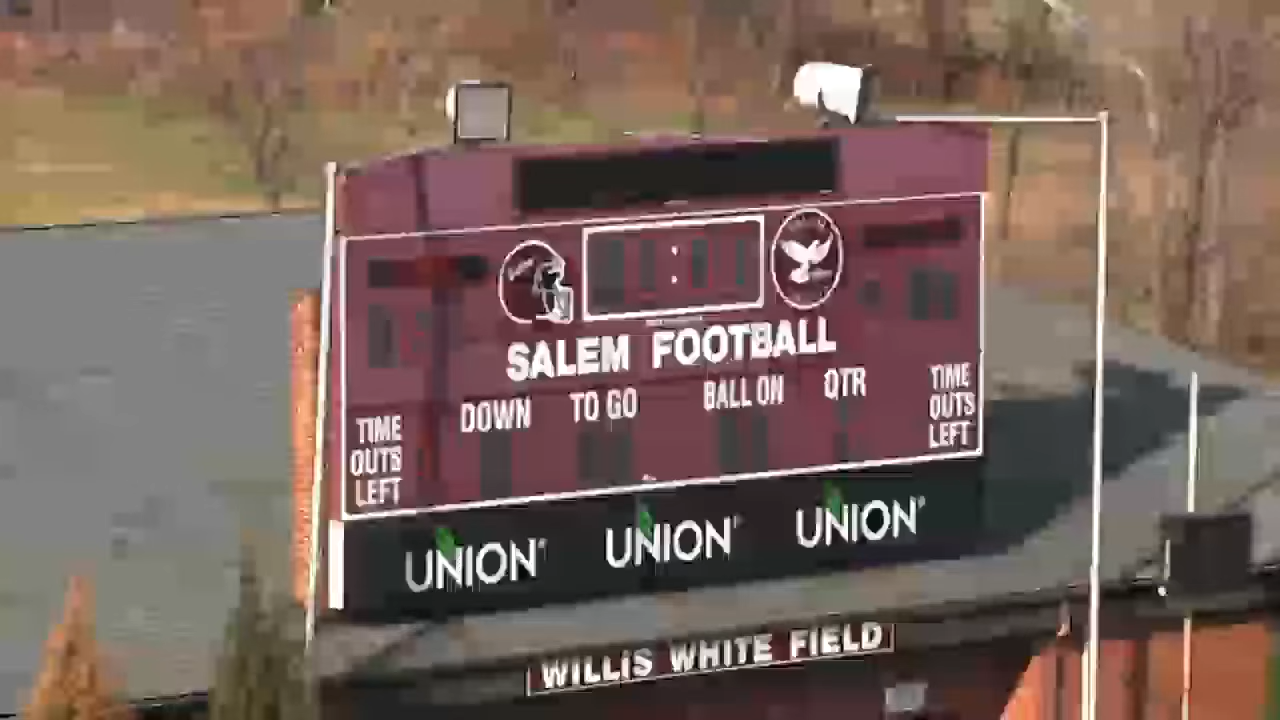 SALEM FOOTBALL
DOWN TO GO BALL ON QTR
TIME
OUTS
LEFT
TIME
OUTS
LEFT
UNION UNION UNION
WILLIS WHITE FIELD